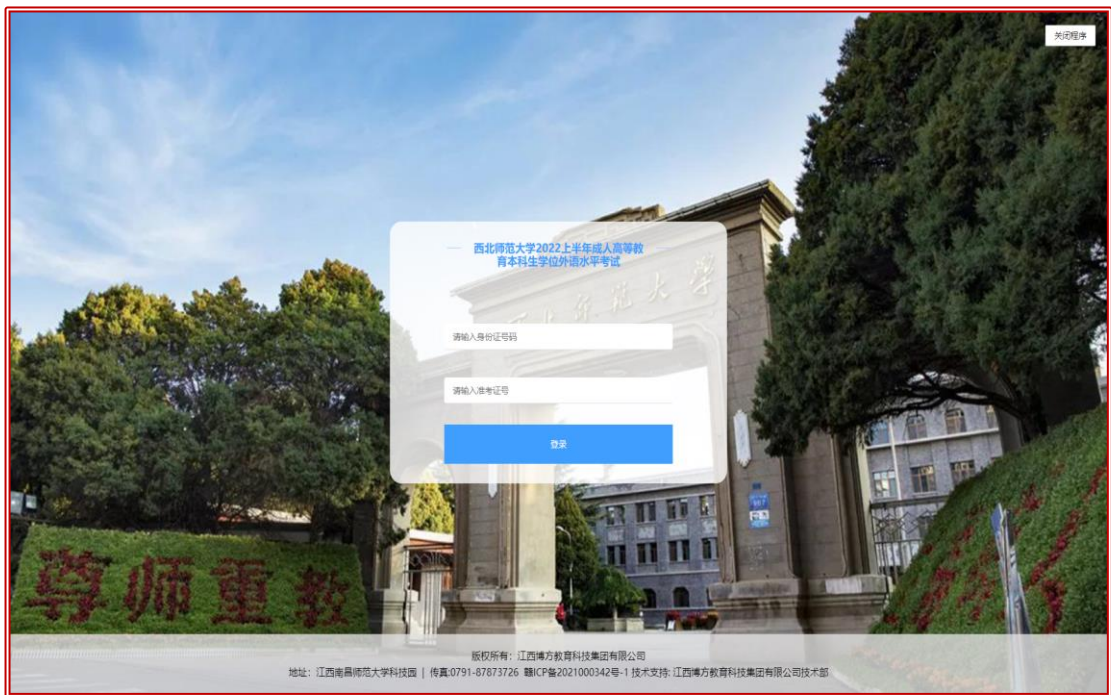 关闭程序
西北师范大学2022上半年成人高等教
育本科生学位外语水平考试
请输入身份证号码
请输入准考证号
登录
尊师重教
版权所有：江西博方教育科技集团有限公司
地址：江西南昌师范大学科技园 | 传真:0791-87873726 赣ICP备2021000342号-1 技术支持: 江西博方教育科技集团有限公司技术部